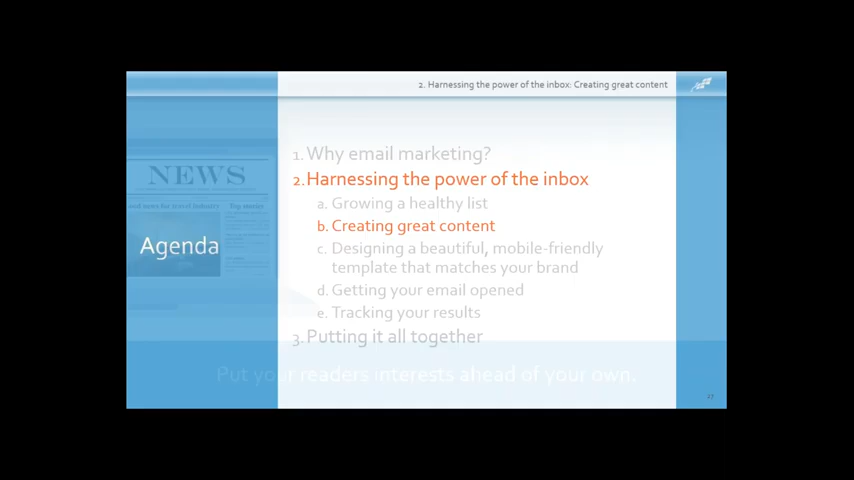 2. Harnessing the power of the inbox: Creating great content
1. Why email marketing?
2. Harnessing the power of the inbox
a. Growing a healthy list
b. Creating great content
c. Designing a beautiful, mobile-friendly
template that matches your brand
d. Getting your email opened
e. Tracking your results
3. Putting it all together
NEWS
Top stories
Agenda
Put your readers interests ahead of your own.